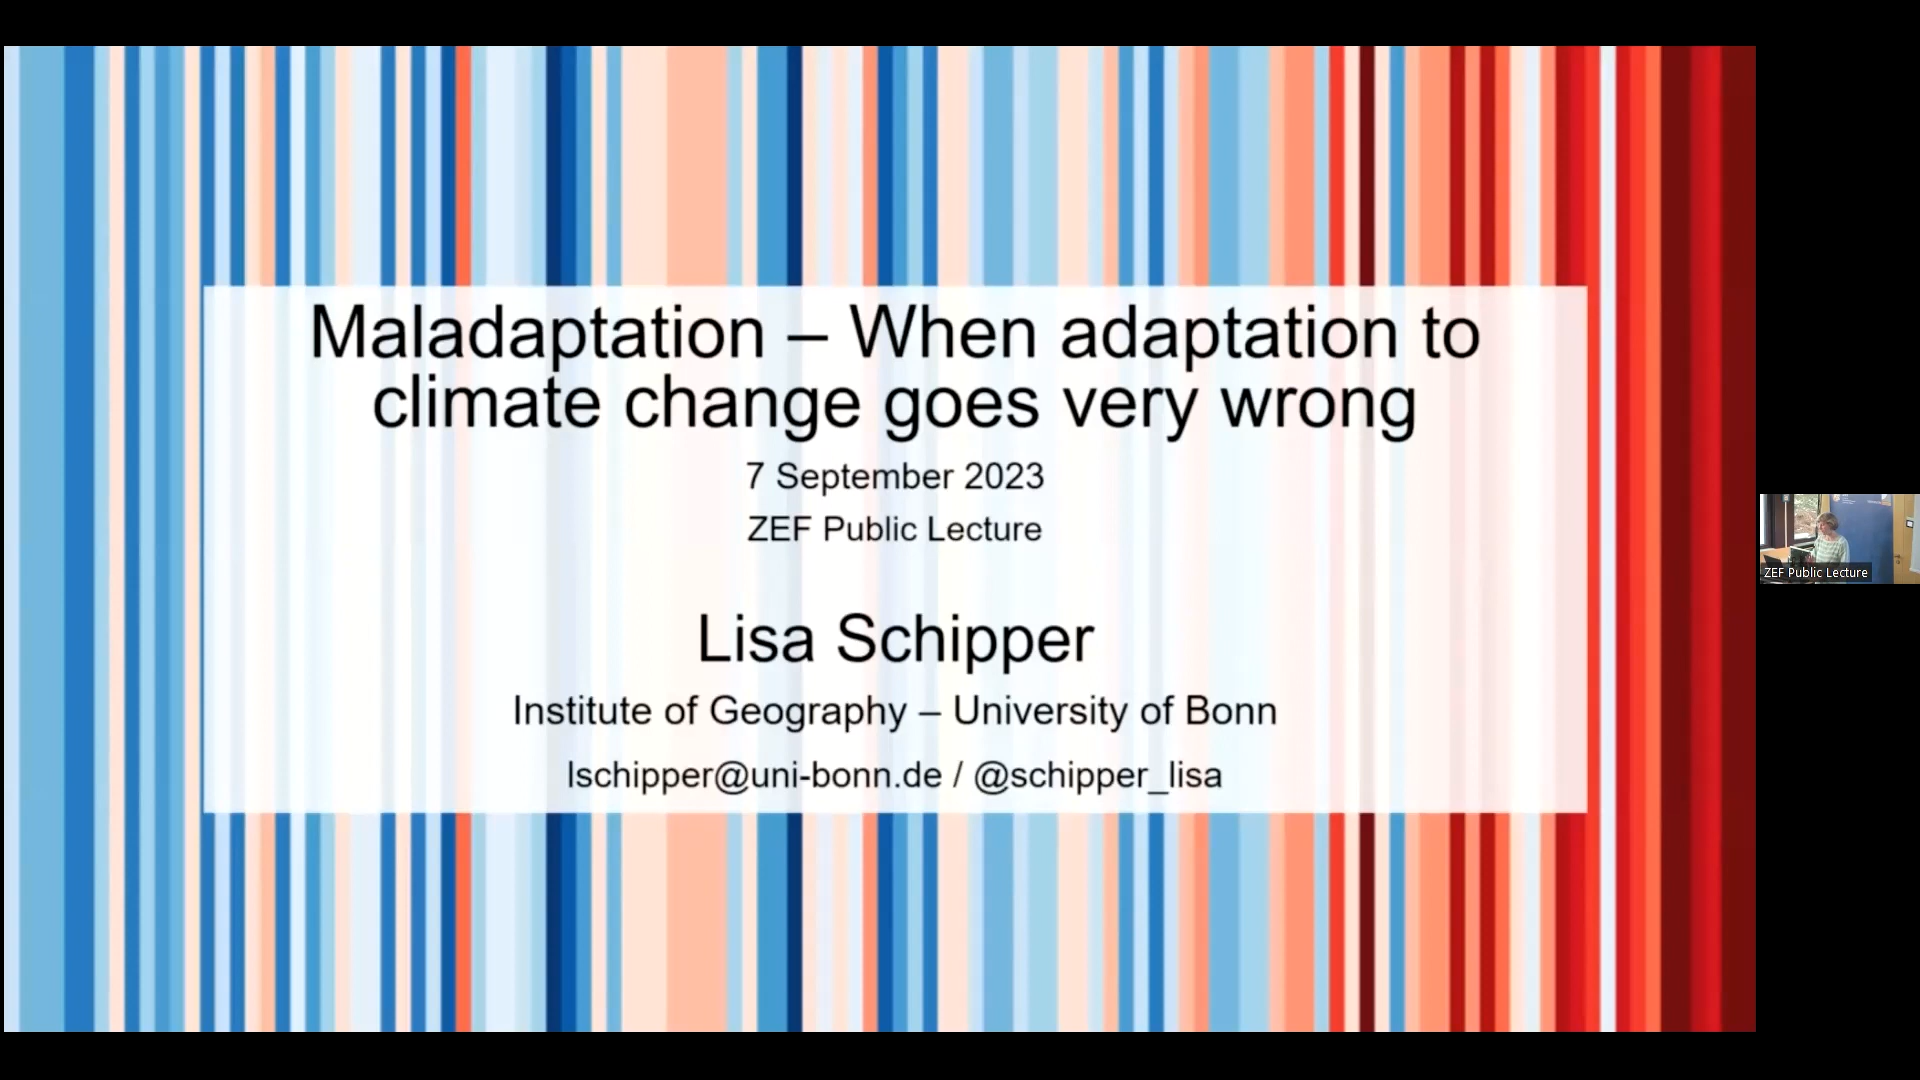 Maladaptation – When adaptation to
climate change goes very wrong
7 September 2023
ZEF Public Lecture
Lisa Schipper
Institute of Geography – University of Bonn
lschipper@uni-bonn.de / @schipper_lisa
ZEF Public Lecture